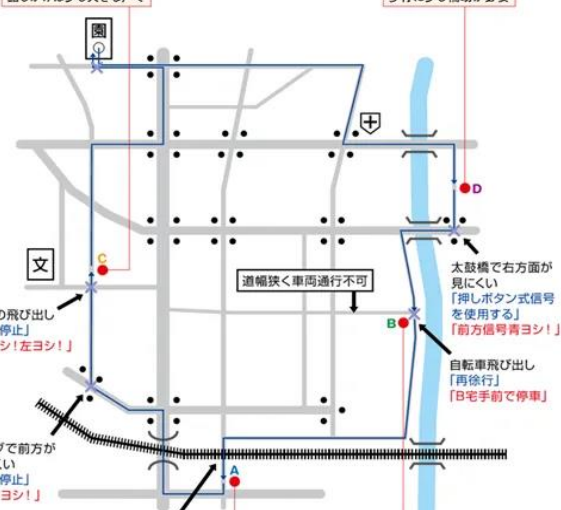 園
D
太鼓橋で右方面が
見にくい
「押しボタン式信号
を使用する」
「前方信号青ヨシ!」
文
C
道幅狭く車両通行不可
の飛び出し
停止」
シ!左ヨシ!」
B
自転車飛び出し
「再徐行」
「B宅手前で停車」
ブで前方が
い
停止」
ヨシ!」
A